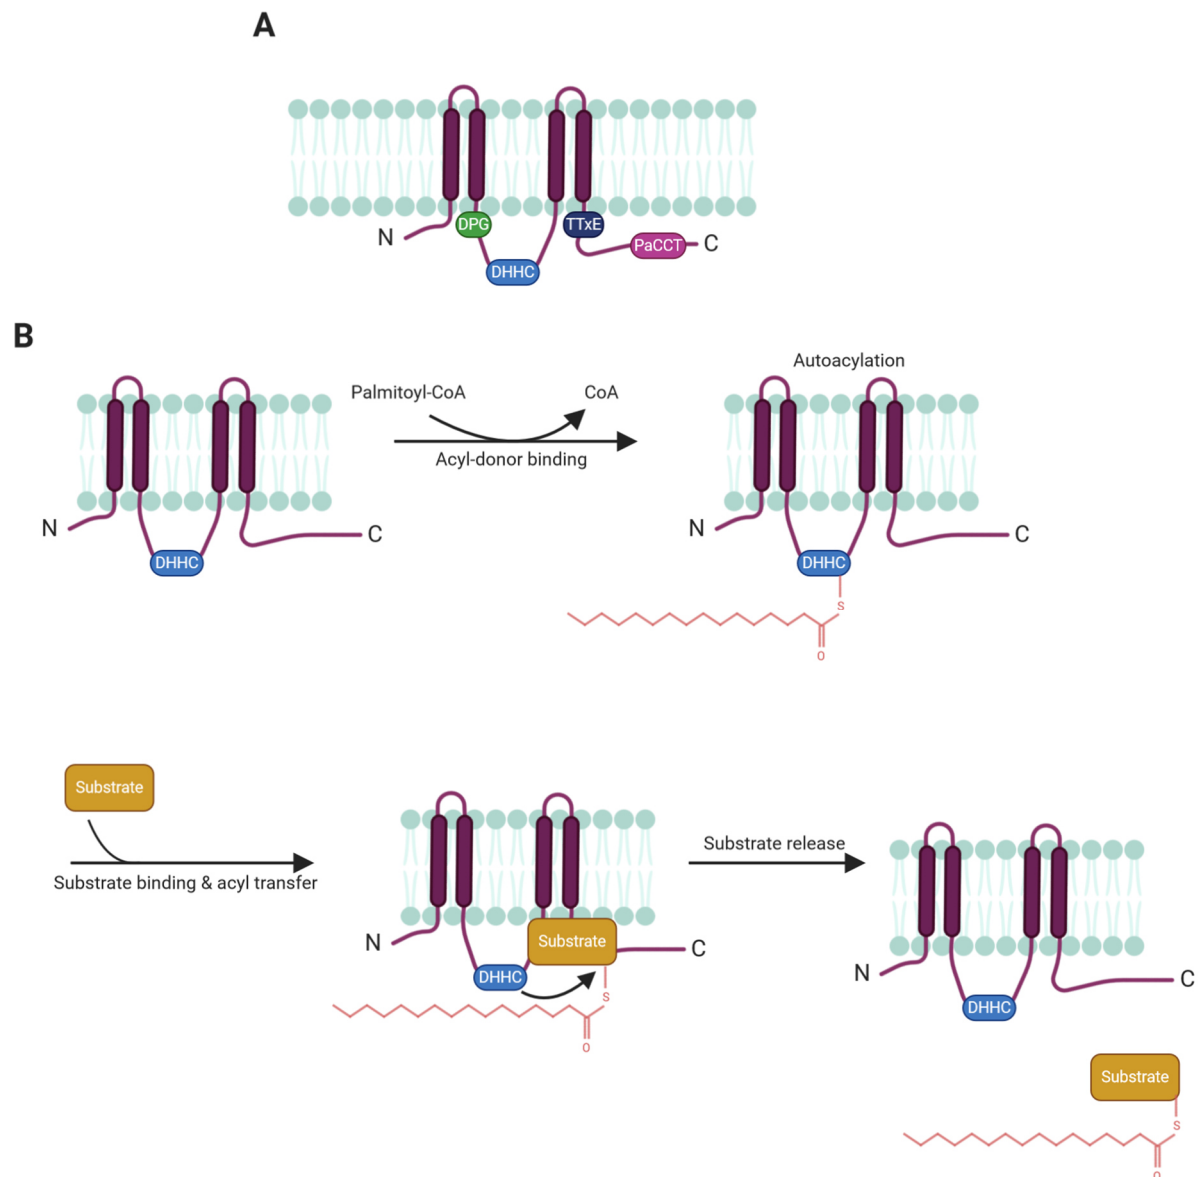 A
N
DPG
DHHC
TTxE
PaCCT
C
B
Palmitoyl-CoA
CoA
Acyl-donor binding
Autoacylation
N
DHHC
C
N
DHHC
C
S
O
Substrate
Substrate binding & acyl transfer
N
DHHC
Substrate
C
S
O
Substrate release
N
DHHC
C
Substrate
S
O